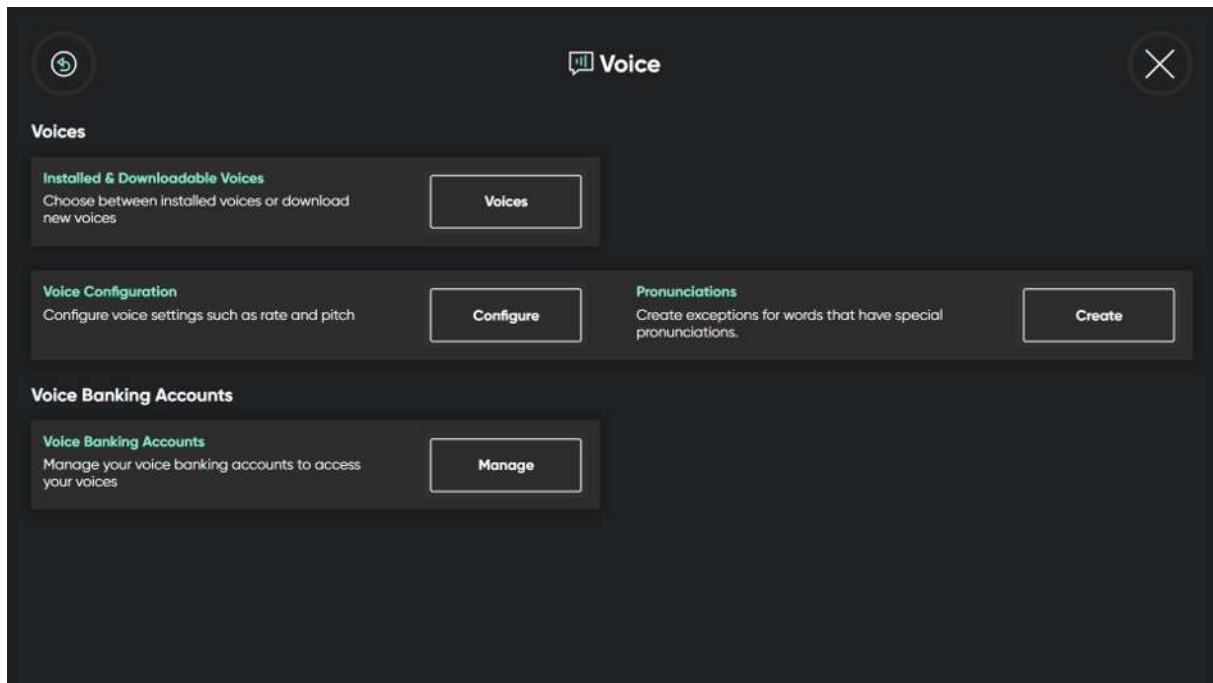 Voice
Voices
Installed & Downloadable Voices
Choose between installed voices or download
new voices
Voices
Voice Configuration
Configure voice settings such as rate and pitch
Configure
Pronunciations
Create exceptions for words that have special
pronunciations.
Create
Voice Banking Accounts
Voice Banking Accounts
Manage your voice banking accounts to access
your voices
Manage